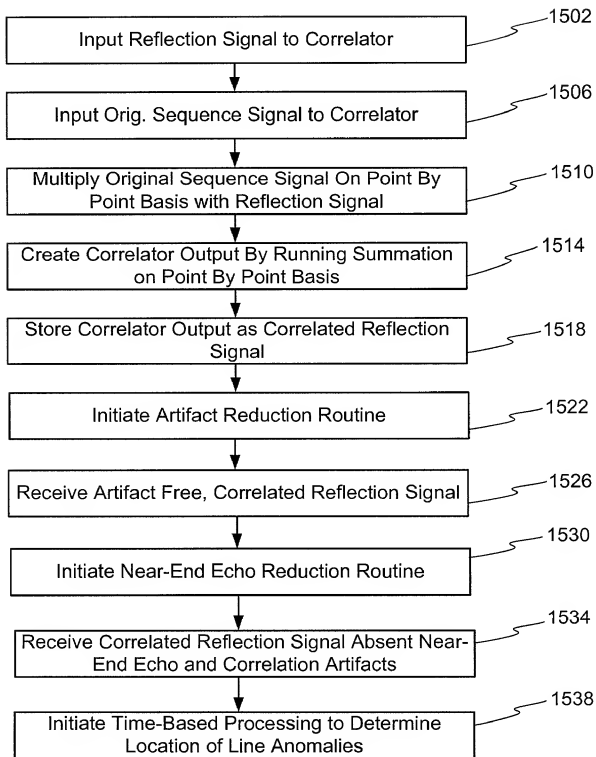 Input Reflection Signal to Correlator
1502
Input Orig. Sequence Signal to Correlator
1506
Multiply Original Sequence Signal On Point By
Point Basis with Reflection Signal
1510
Create Correlator Output By Running Summation
on Point By Point Basis
1514
Store Correlator Output as Correlated Reflection
Signal
1518
Initiate Artifact Reduction Routine
1522
Receive Artifact Free, Correlated Reflection Signal
1526
Initiate Near-End Echo Reduction Routine
1530
Receive Correlated Reflection Signal Absent Near-
End Echo and Correlation Artifacts
1534
Initiate Time-Based Processing to Determine
Location of Line Anomalies
1538